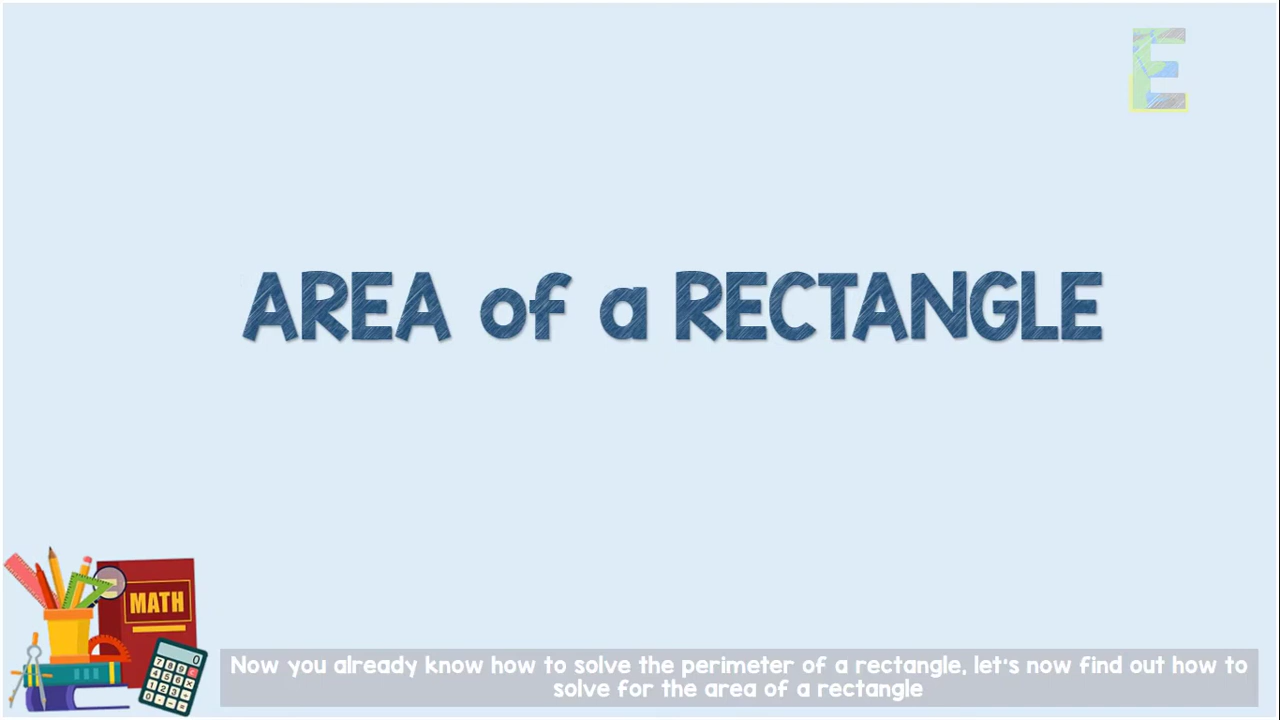 E
AREA of a RECTANGLE
MATH
Now you already know hw to solve the perimeter of a rectangle, let's now find out how to
solve for the area of a rectangle